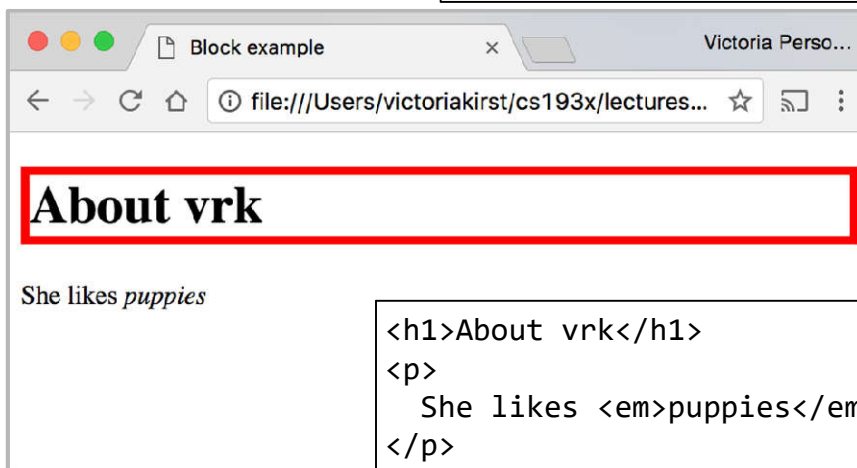 Block example
Victoria Perso...
file:///Users/victoriakirst/cs193x/lectures...
About vrk
She likes puppies
<h1>About vrk</h1>
<p>
She likes <em>puppies</em
</p>